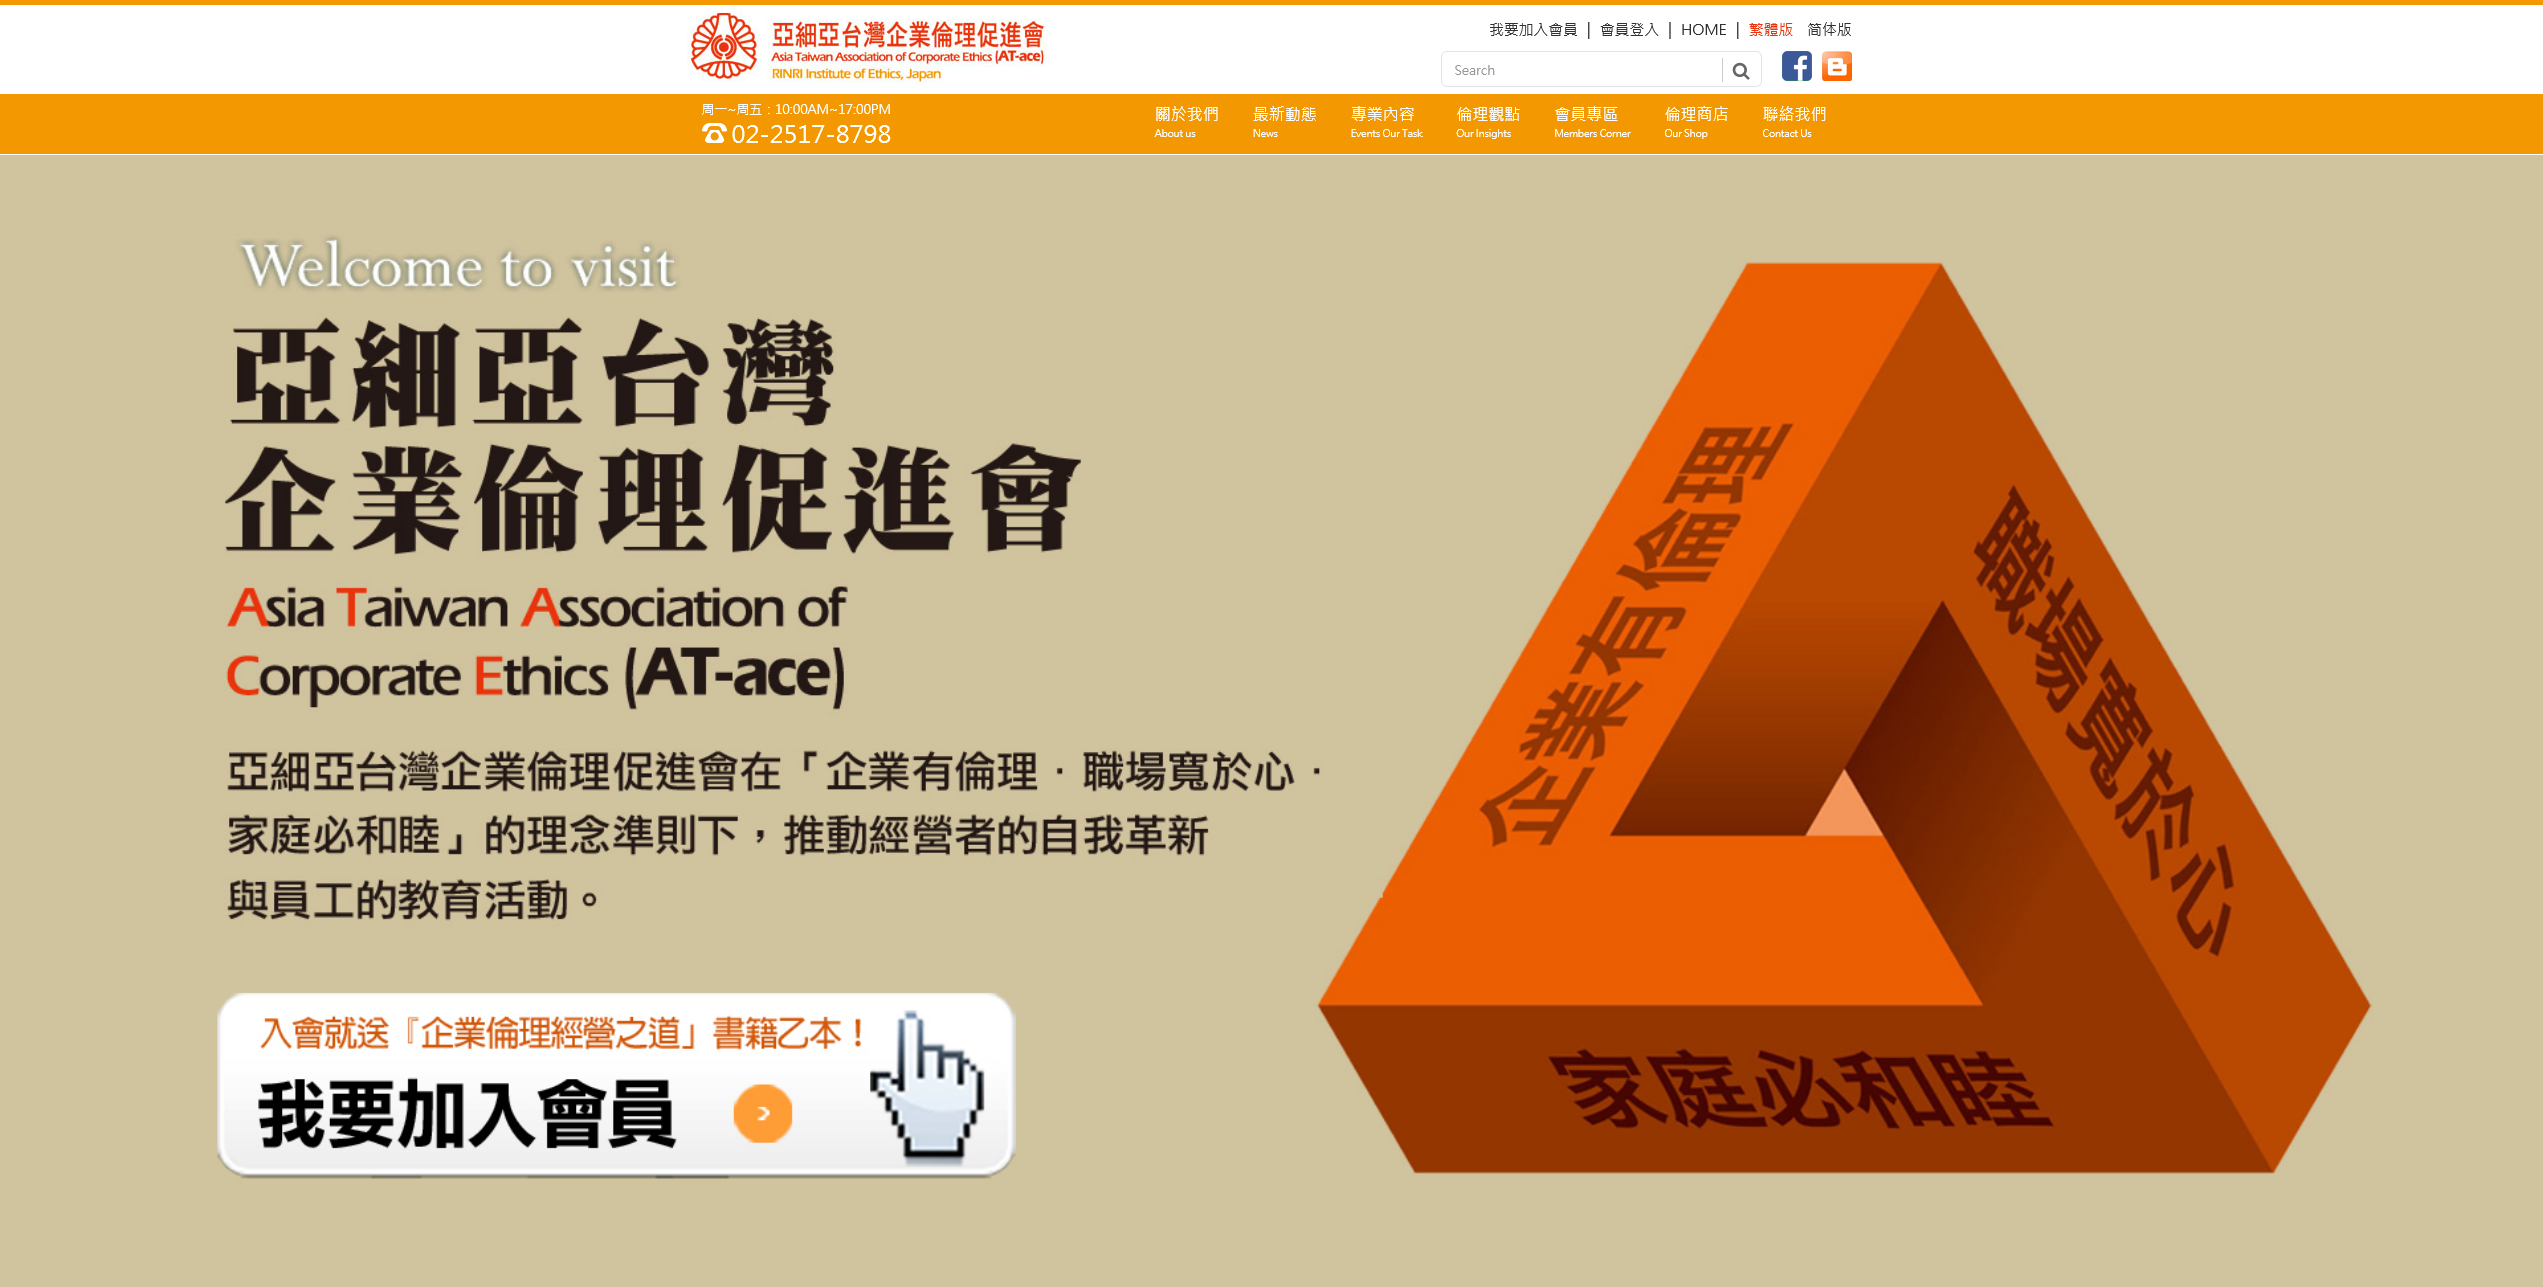 亞細亞台灣企業倫理促進會
Asia Taiwan Association of Corporate Ethics (AT-ace)
RINRI Institute of Ethics, Japan
我要加入會員 | 會員登入 | HOME | 繁體版 简体版
Search
周一~周五：10:00AM~17:00PM
02-2517-8798
關於我們 最新動態 專業內容 倫理觀點 會員專區 倫理商店 聯絡我們
About us News Events Our Task Our Insights Members Corner Our Shop Contact Us
Welcome to visit
亞細亞台灣
企業倫理促進會
Asia Taiwan Association of
Corporate Ethics (AT-ace)
亞細亞台灣企業倫理促進會在「企業有倫理．職場寬於心．
家庭必和睦」的理念準則下，推動經營者的自我革新
與員工的教育活動。
入會就送『企業倫理經營之道」書籍乙本！
我要加入會員
企業有倫理
職場寬於心
家庭必和睦